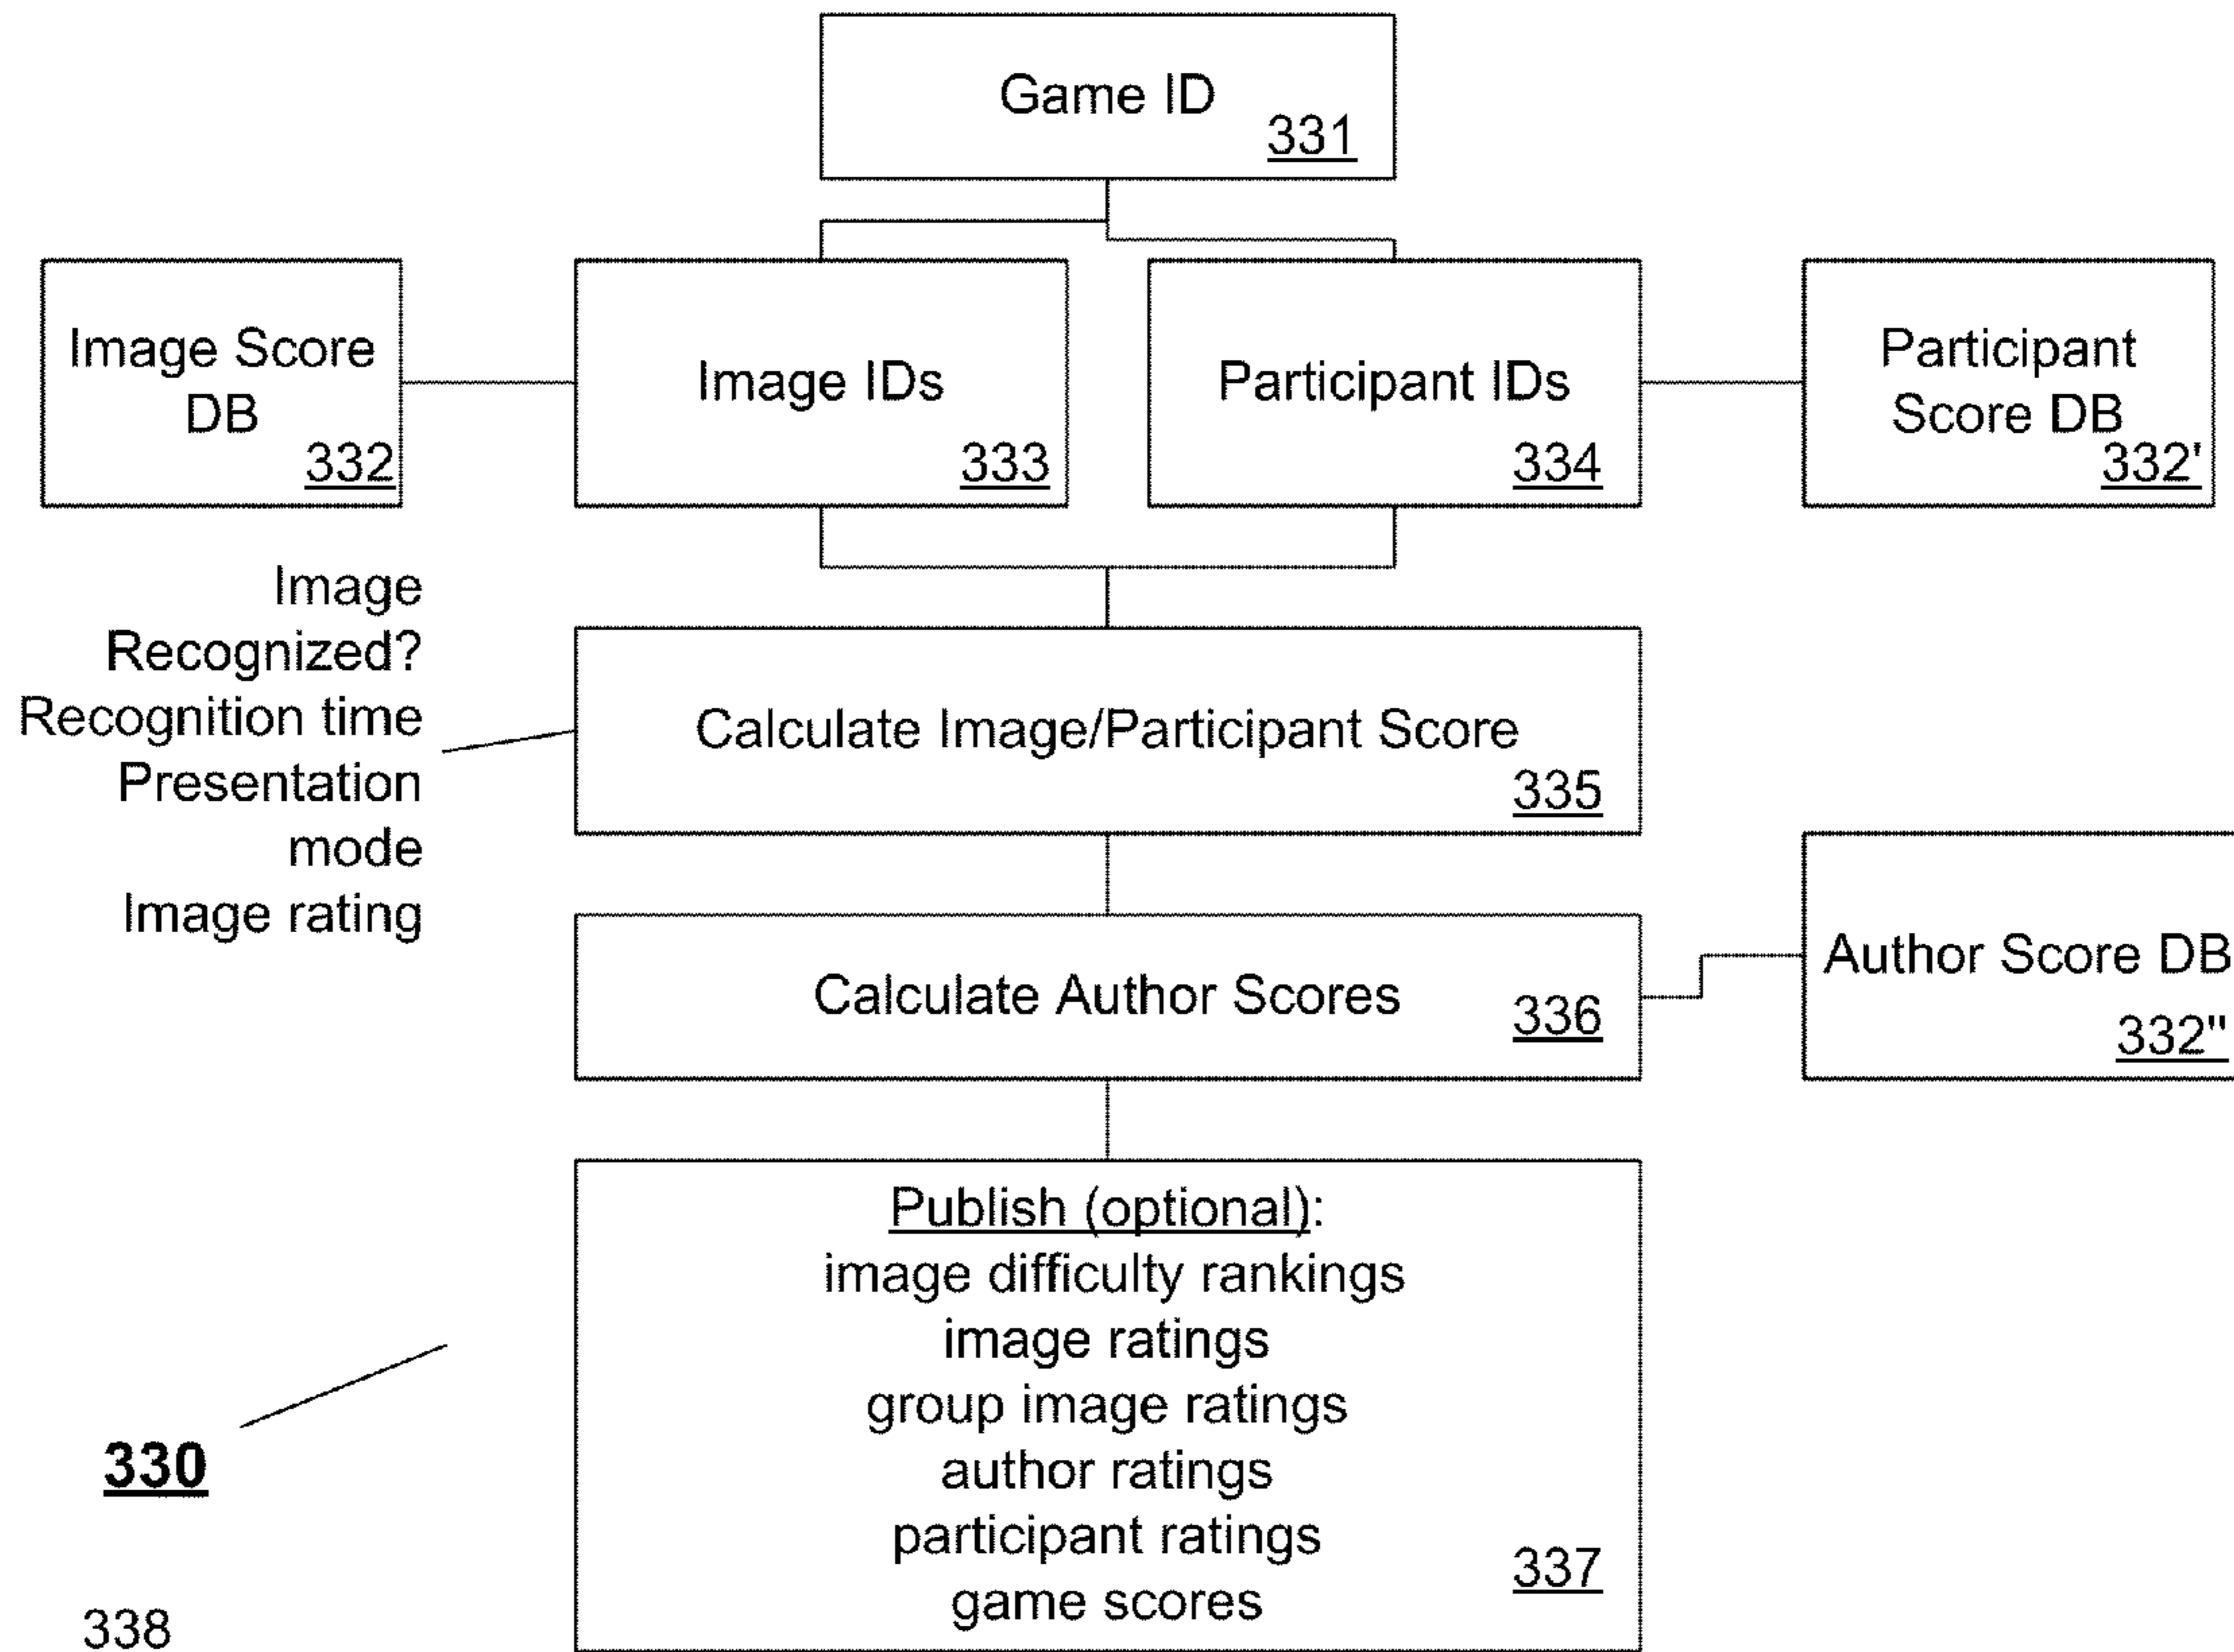 Game ID
331
Image Score
DB
332
Image IDs
333
Participant IDs
334
Participant
Score DB
332'
Image
Recognized?
Recognition time
Presentation
mode
Image rating
Calculate Image/Participant Score
335
Calculate Author Scores
336
Author Score DB
332"
Publish (optional):
image difficulty rankings
image ratings
group image ratings
author ratings
participant ratings
game scores
337
330
338